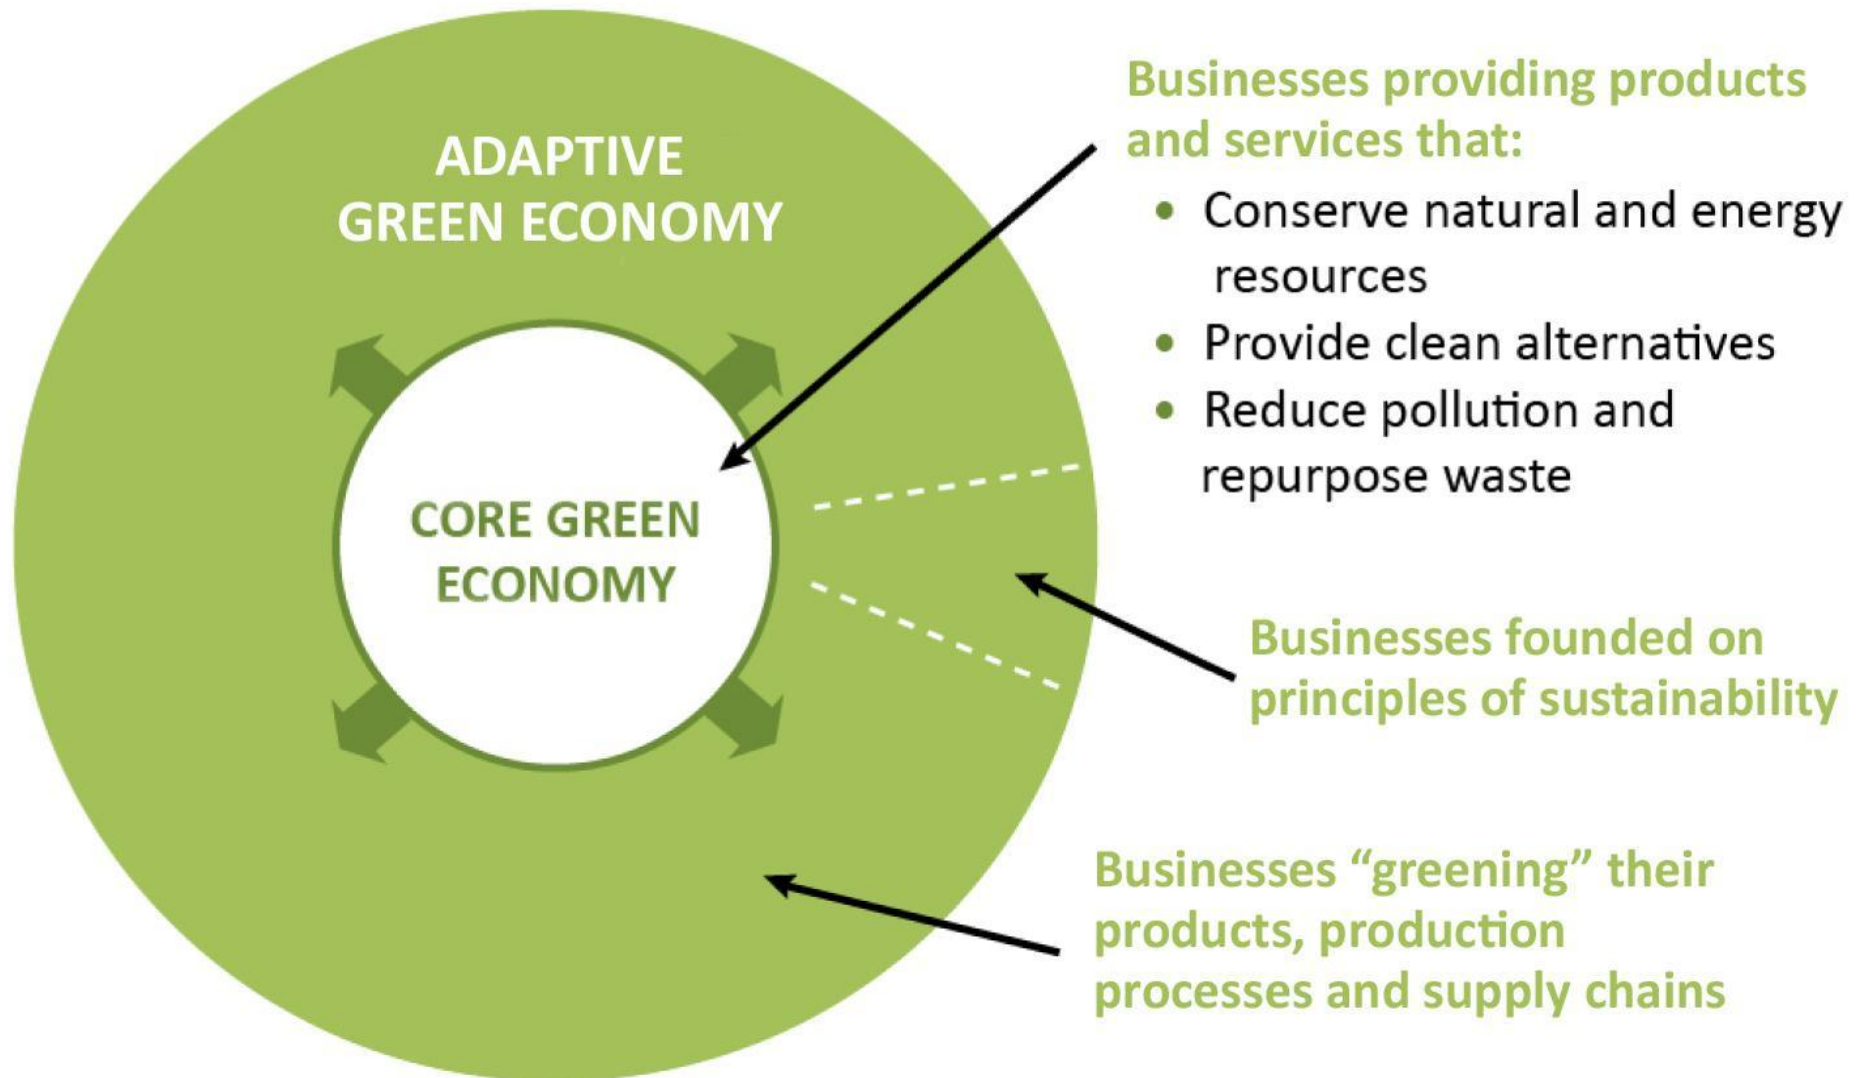 ADAPTIVE
GREEN ECONOMY
CORE GREEN
ECONOMY
Businesses providing products
and services that:
• Conserve natural and energy
resources
• Provide clean alternatives
• Reduce pollution and
repurpose waste
Businesses founded on
principles of sustainability
Businesses “greening” their
products, production
processes and supply chains